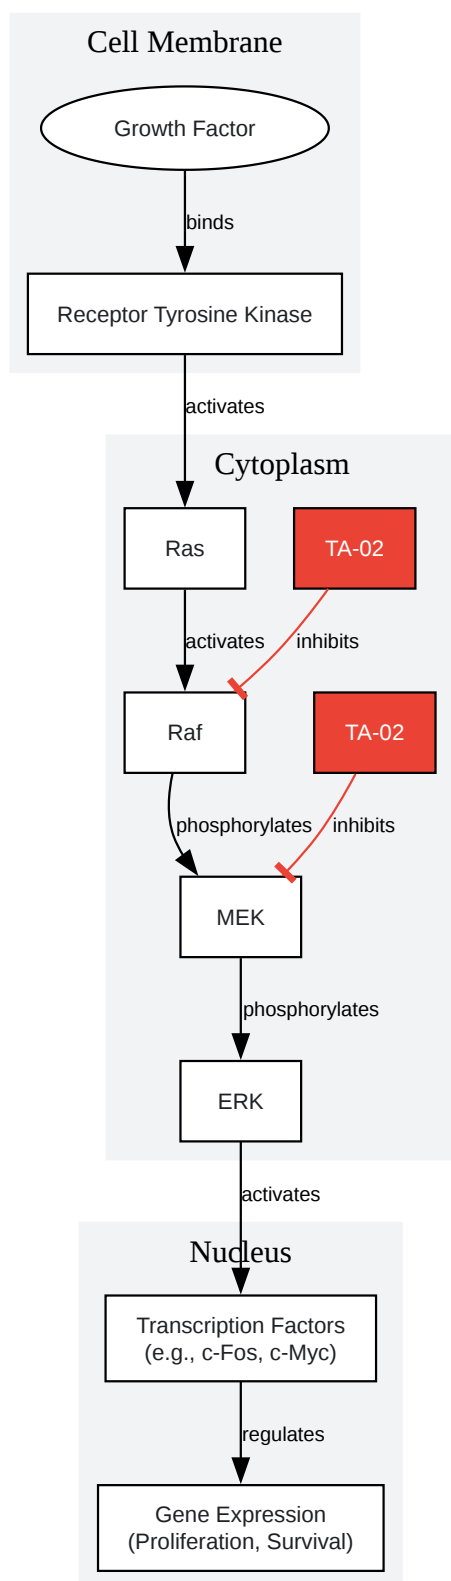 Cell Membrane
Growth Factor
binds
Receptor Tyrosine Kinase
activates
Cytoplasm
Ras
TA-02
activates
inhibits
Raf
TA-02
phosphorylates
inhibits
MEK
phosphorylates
ERK
activates
Nucleus
Transcription Factors
(e.g., c-Fos, c-Myc)
regulates
Gene Expression
(Proliferation, Survival)